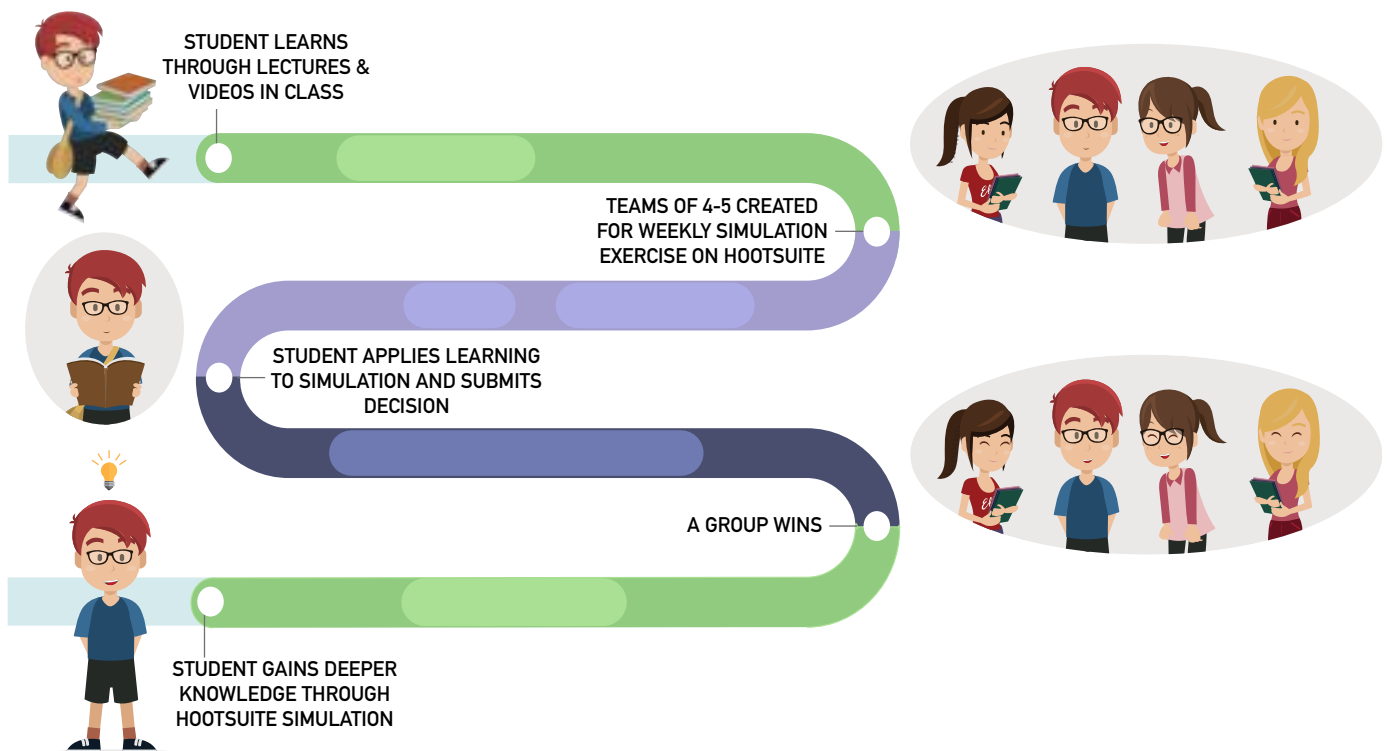 STUDENT LEARNS
THROUGH LECTURES &
VIDEOS IN CLASS
TEAMS OF 4-5 CREATED
FOR WEEKLY SIMULATION
EXERCISE ON HOOTSUITE
STUDENT APPLIES LEARNING
TO SIMULATION AND SUBMITS
DECISION
A GROUP WINS
STUDENT GAINS DEEPER
KNOWLEDGE THROUGH
HOOTSUITE SIMULATION